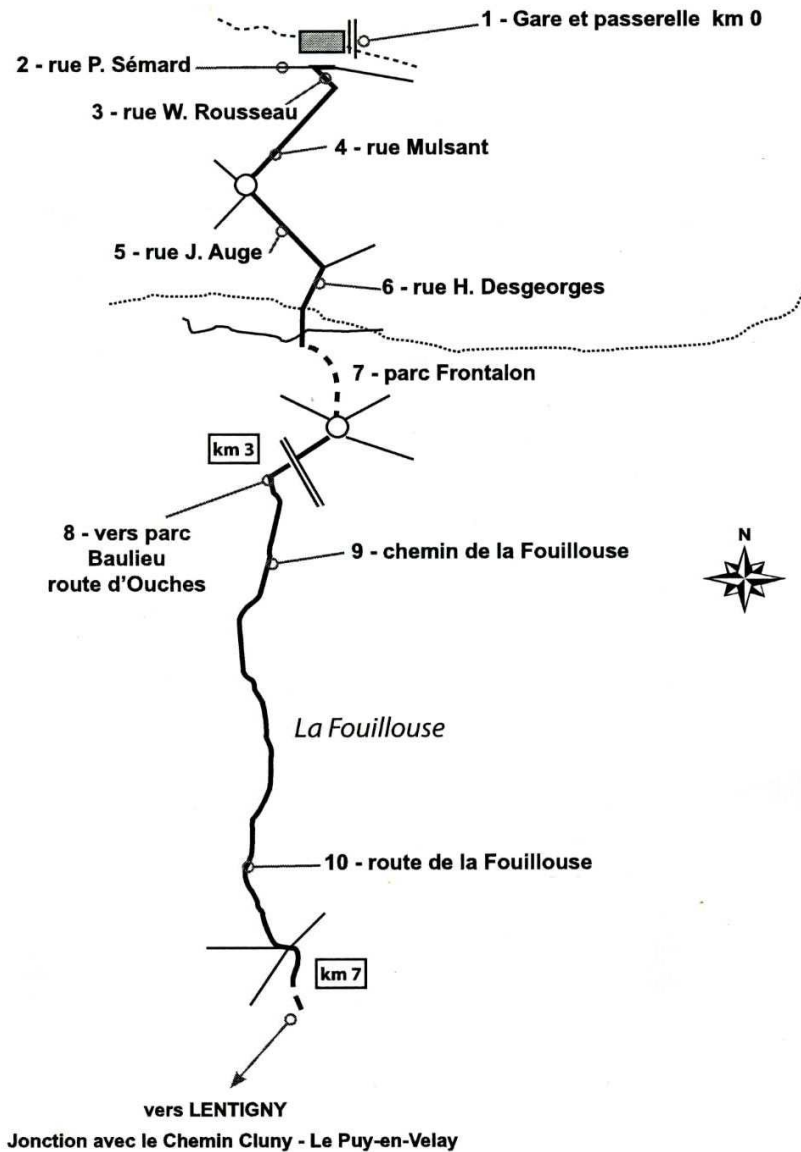 1 - Gare et passerelle km 0
2 - rue P. Sémard
3 - rue W. Rousseau
4 - rue Mulsant
5 - rue J. Auge
6 - rue H. Desgeorges
7 - parc Frontalon
km 3
8 - vers parc
Baulieu
route d'Ouches
9 - chemin de la Fouillouse
N
La Fouillouse
10 - route de la Fouillouse
km 7
vers LENTIGNY
Jonction avec le Chemin Cluny - Le Puy-en-Velay